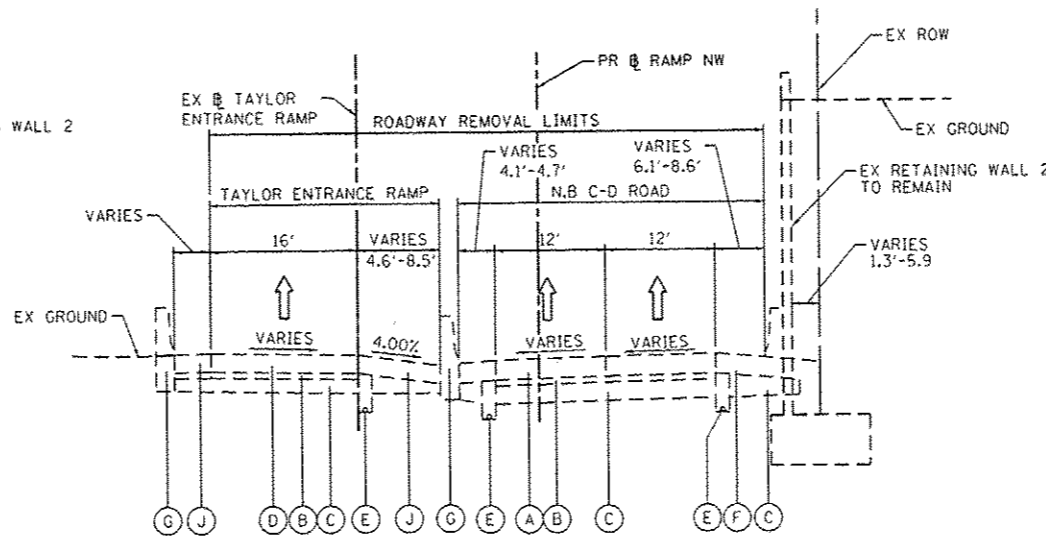 EX ROW
PR ℄ RAMP NW
EX ℄ TAYLOR
ENTRANCE RAMP
WALL 2
ROADWAY REMOVAL LIMITS
EX GROUND
VARIES
4.1'-4.7'
VARIES
6.1'-8.6'
EX RETAINING WALL 2
TO REMAIN
TAYLOR ENTRANCE RAMP
N.B C-D ROAD
VARIES
16'
VARIES
4.6'-8.5'
12'
12'
VARIES
1.3'-5.9
EX GROUND
VARIES
4.00%
VARIES
VARIES
G J D B C E J G E A B C E F C